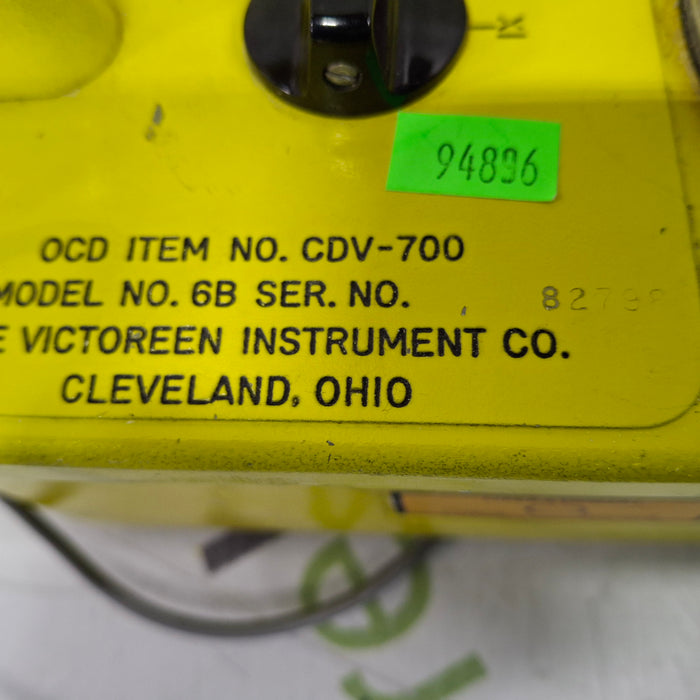 94896
OCD ITEM NO. CDV-700
MODEL NO. 6B SER. NO.
VICTOREEN INSTRUMENT CO.
CLEVELAND, OHIO